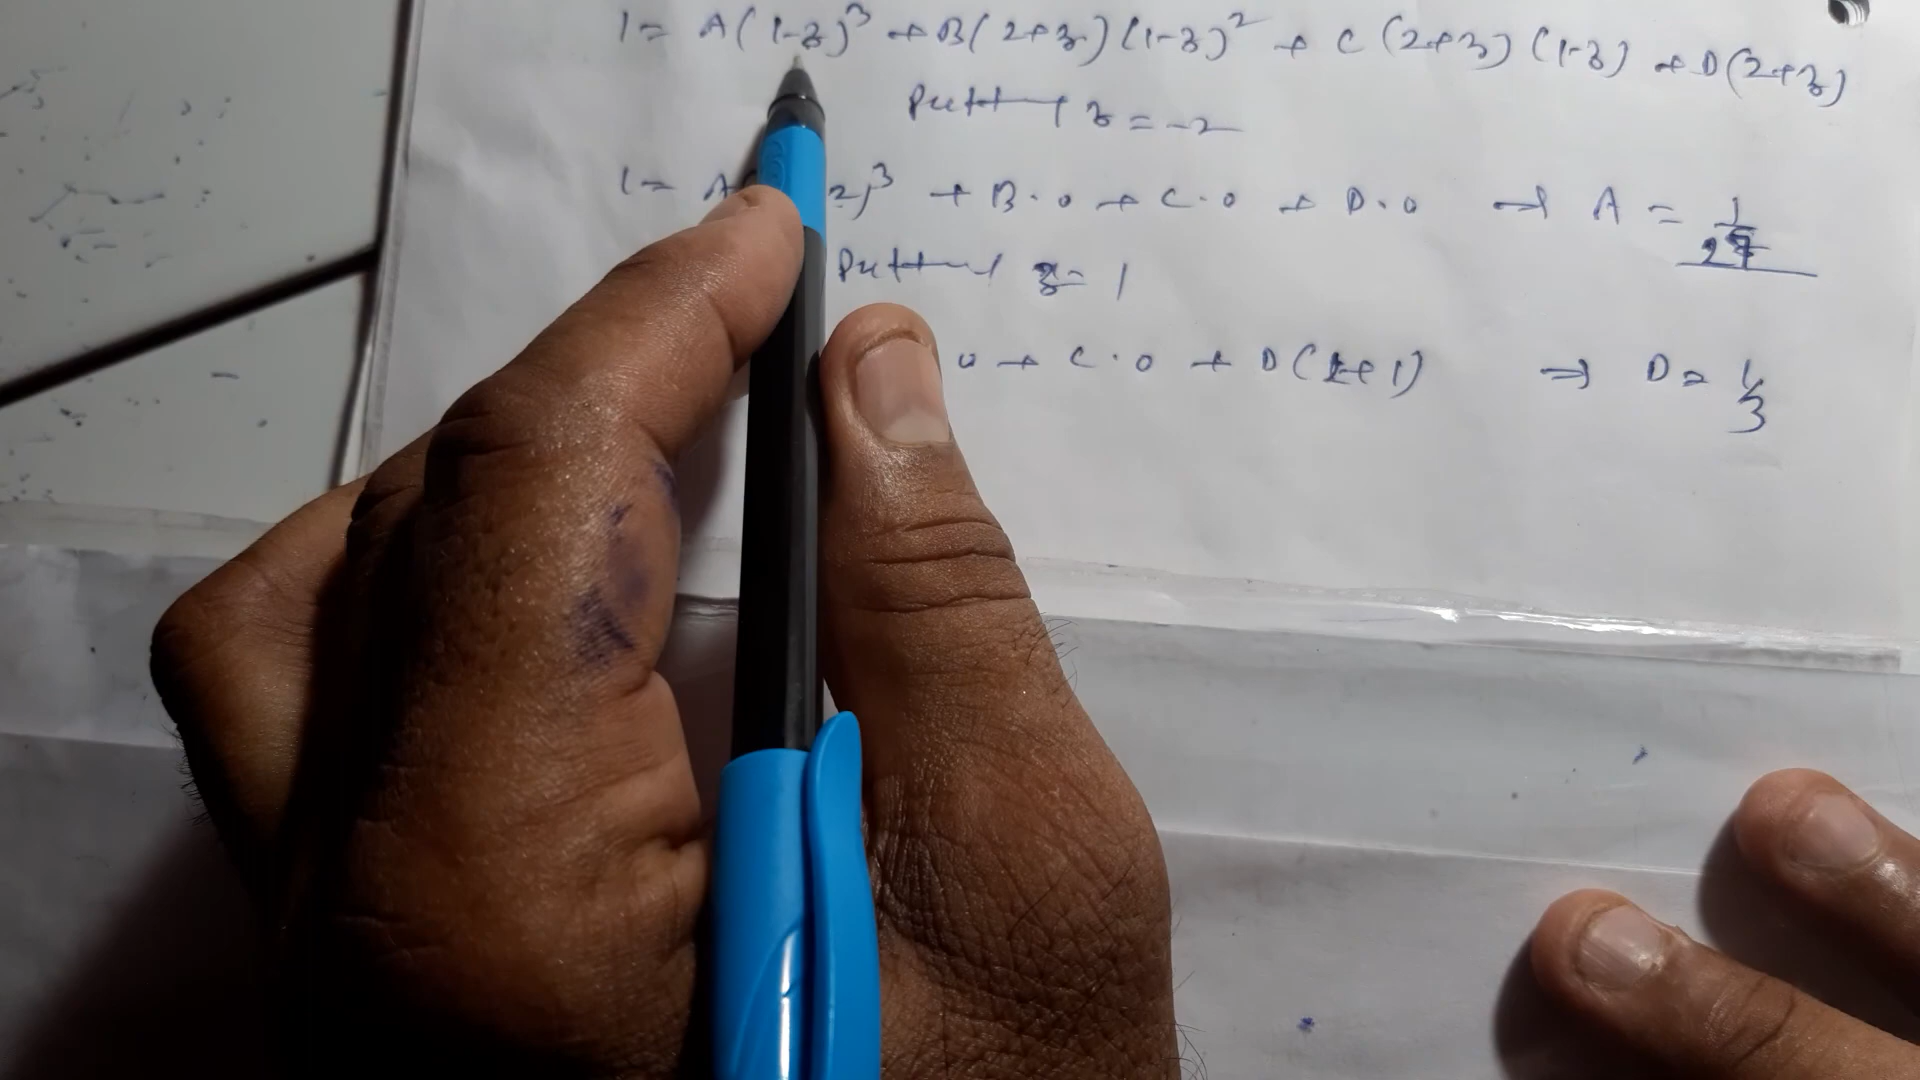 1 = A(1-z)³ + B(2+z)(1-z)² + C(2+z)(1-z) + D(2+z)
Putting z = -2
1 = A 2)³ + B.0 + C.0 + D.0 → A = 1/27
Putting z = 1
0 + C.0 + D(2+1) ⇒ D = 1/3